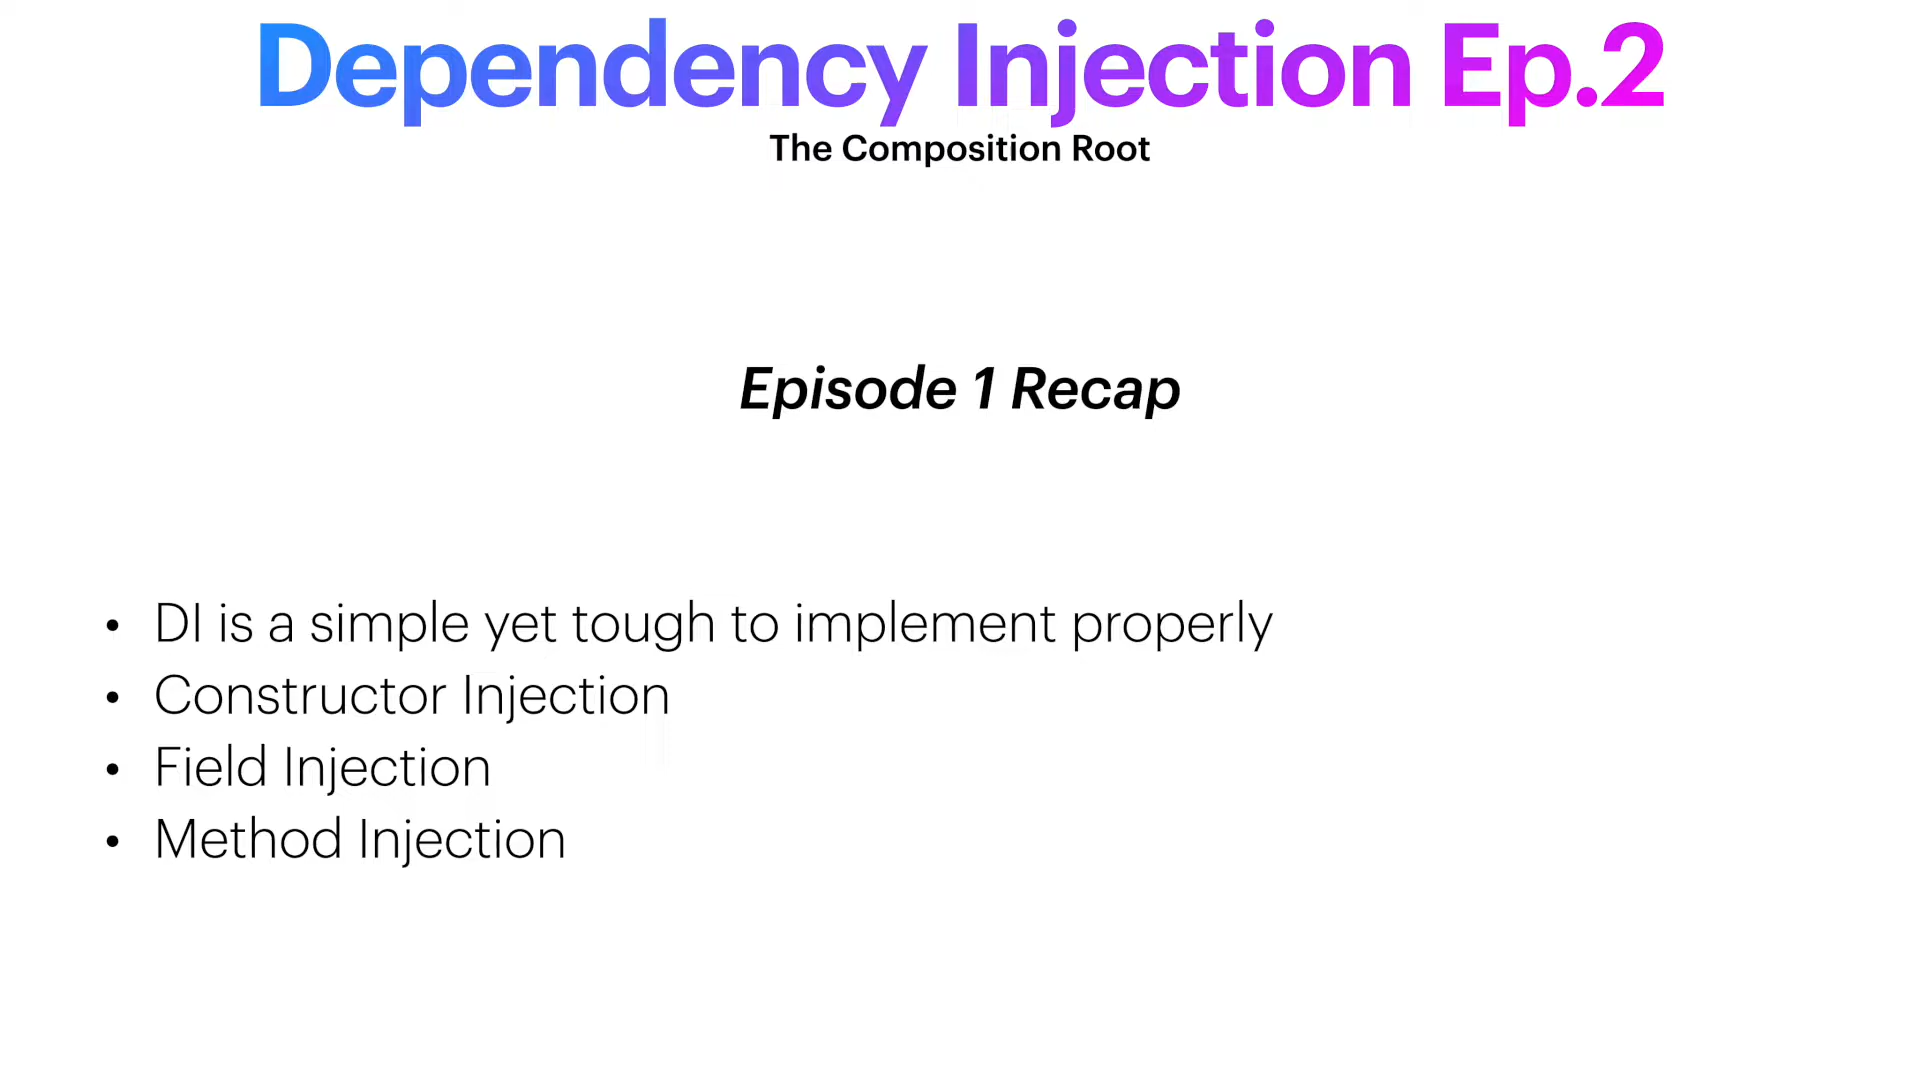 Dependency Injection Ep.2
The Composition Root
Episode 1 Recap
• DI is a simple yet tough to implement properly
• Constructor Injection
• Field Injection
• Method Injection